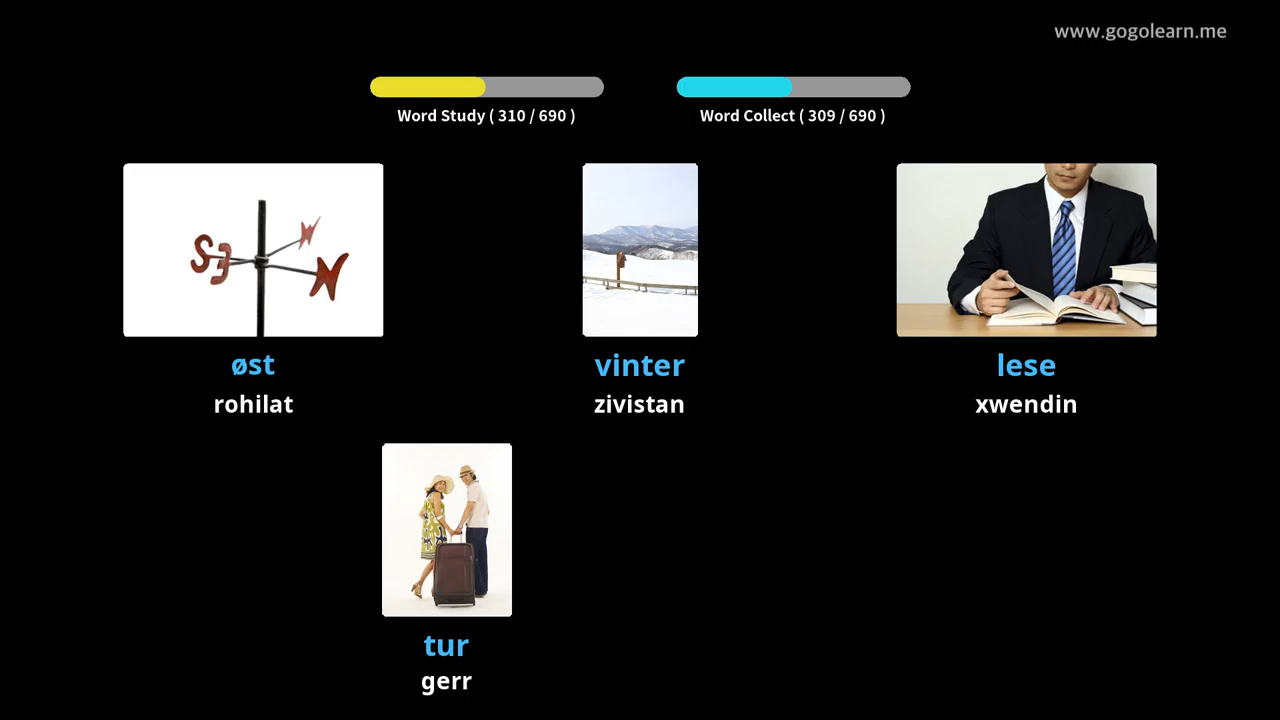 www.gogolearn.me
Word Study ( 310 / 690 )
Word Collect ( 309 / 690 )
S E N
øst
rohilat
vinter
zivistan
lese
xwendin
tur
gerr